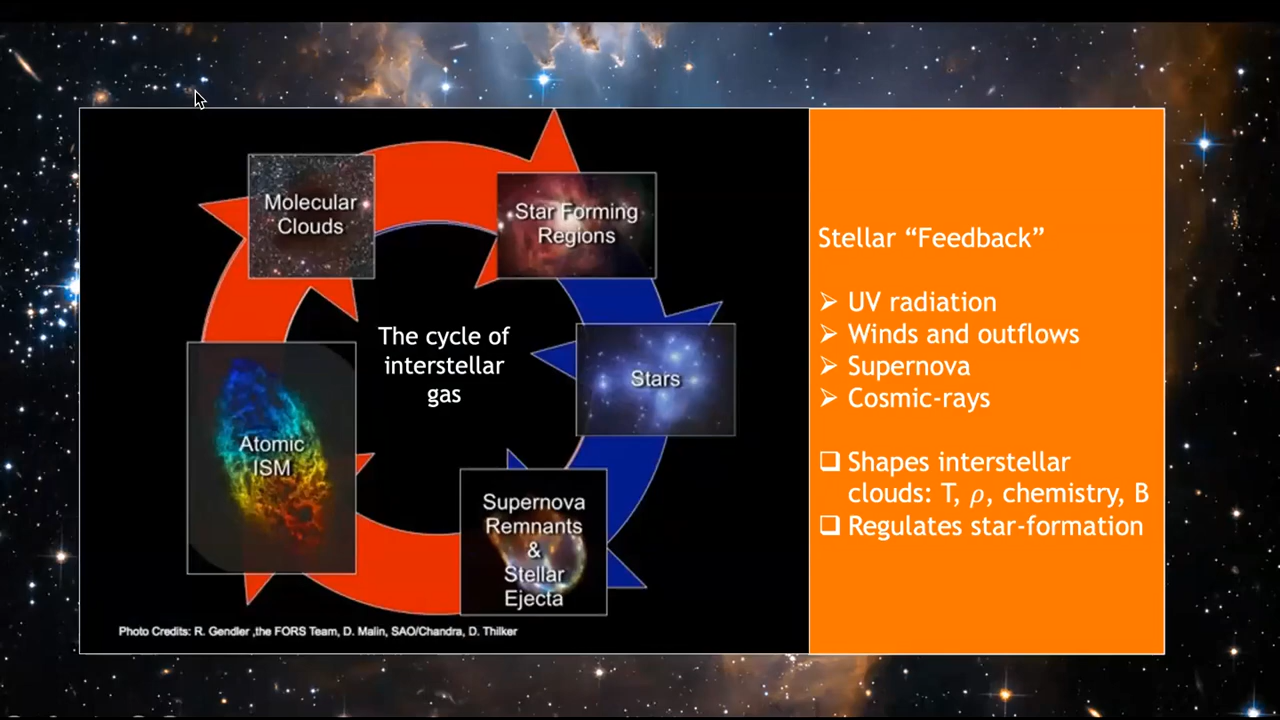 Molecular
Clouds
Star Forming
Regions
The cycle of
interstellar
gas
Stars
Atomic
ISM
Supernova
Remnants
&
Stellar
Ejecta
Photo Credits: R. Gendler ,the FORS Team, D. Malin, SAO/Chandra, D. Thilker
Stellar “Feedback”
➢ UV radiation
➢ Winds and outflows
➢ Supernova
➢ Cosmic-rays
❑ Shapes interstellar
clouds: T, ρ, chemistry, B
❑ Regulates star-formation